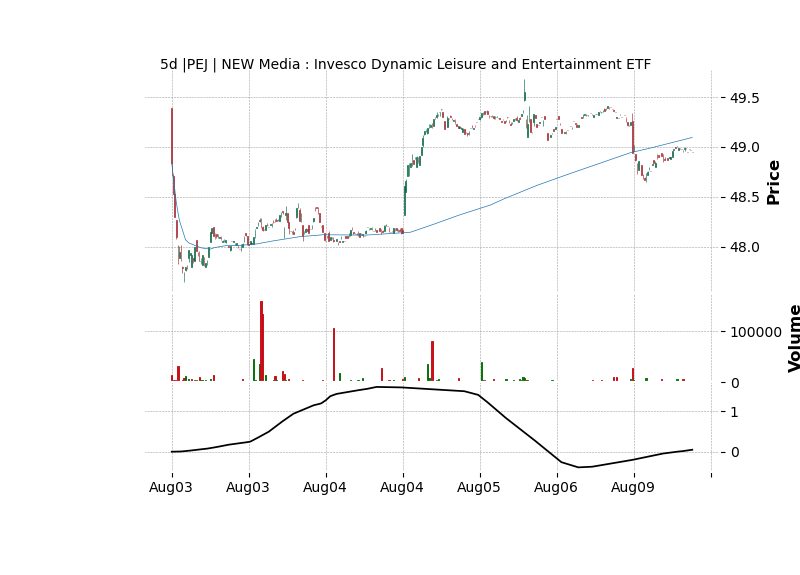 5d |PEJ | NEW Media : Invesco Dynamic Leisure and Entertainment ETF
49.5
49.0
48.5
48.0
Price
100000
0
Volume
1
0
Aug03 Aug03 Aug04 Aug04 Aug05 Aug06 Aug09